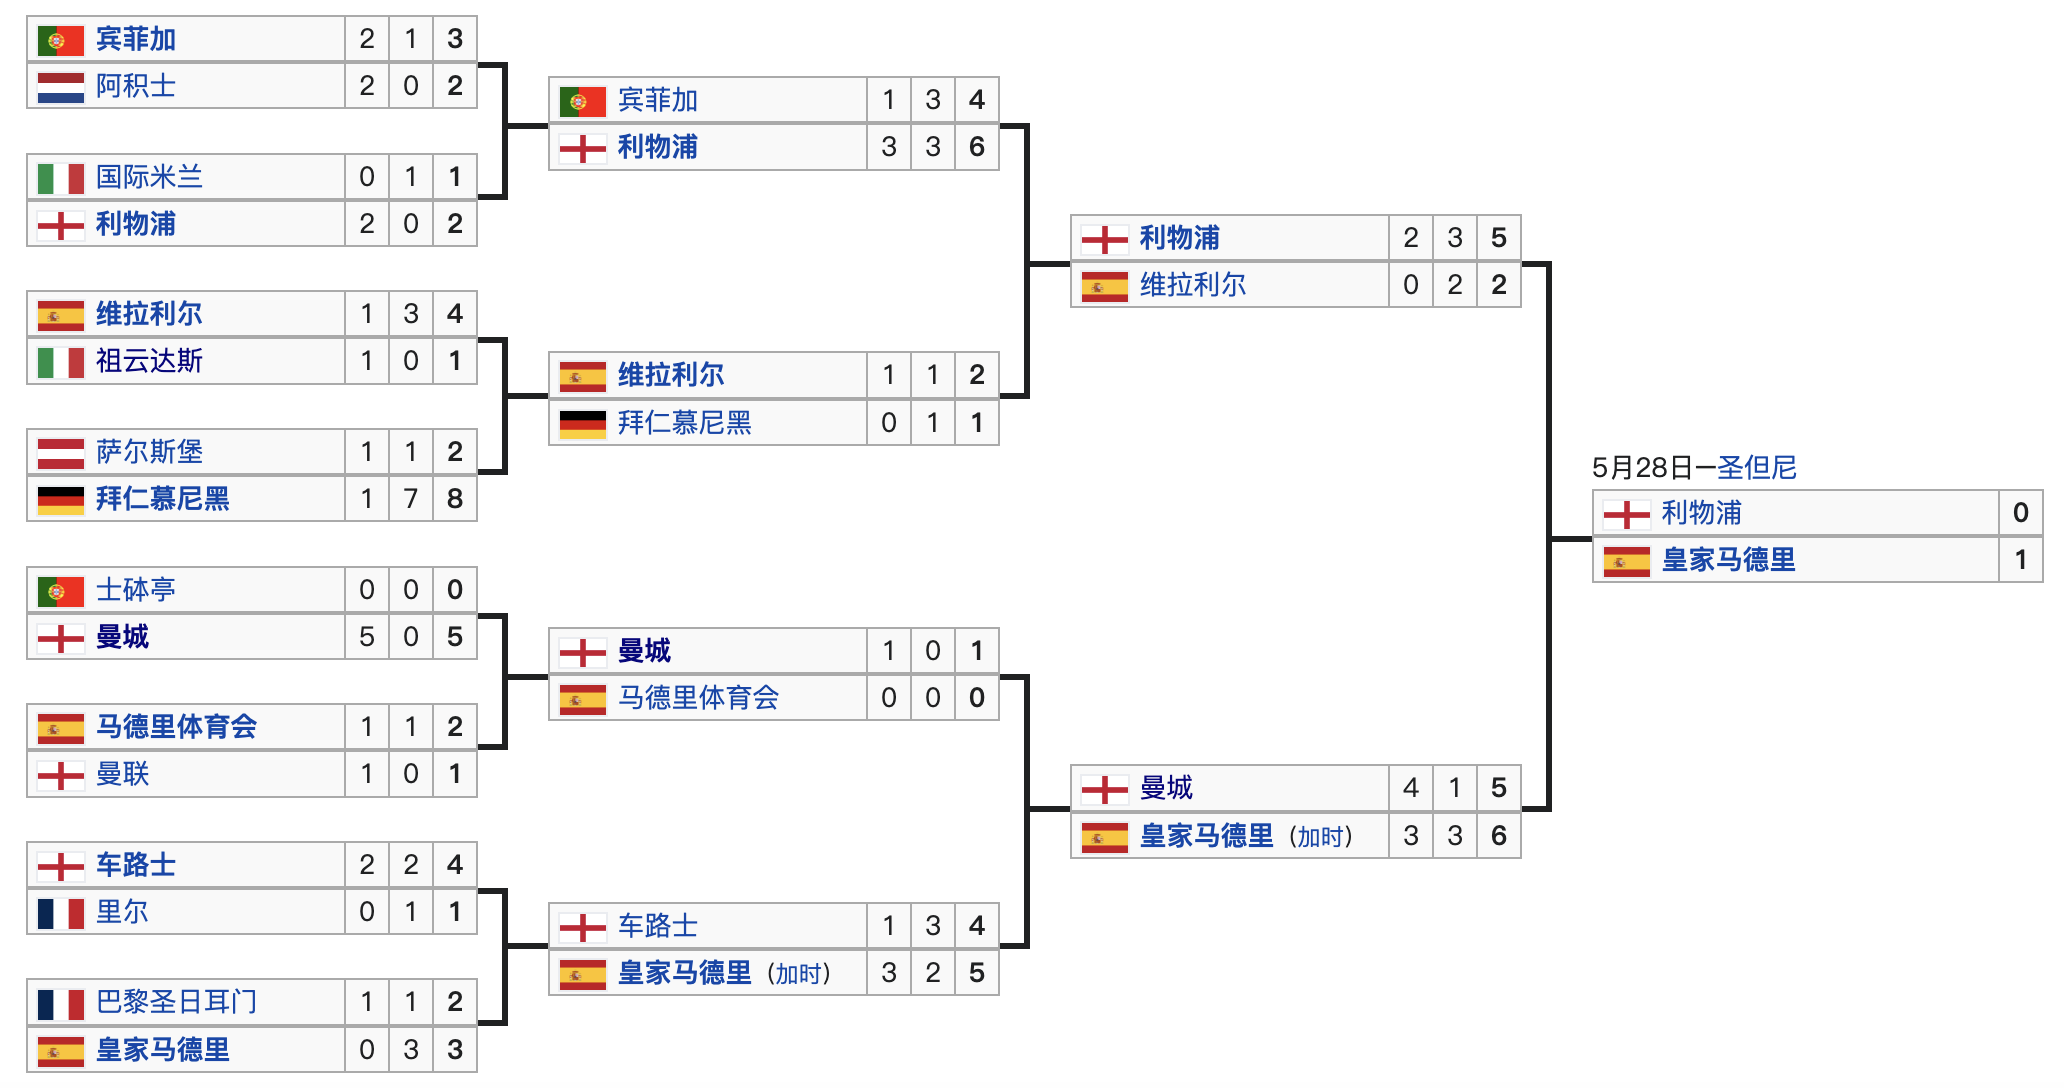 宾菲加 2 1 3
阿积士 2 0 2
国际米兰 0 1 1
利物浦 2 0 2
维拉利尔 1 3 4
祖云达斯 1 0 1
萨尔斯堡 1 1 2
拜仁慕尼黑 1 7 8
士砵亭 0 0 0
曼城 5 0 5
马德里体育会 1 1 2
曼联 1 0 1
车路士 2 2 4
里尔 0 1 1
巴黎圣日耳门 1 1 2
皇家马德里 0 3 3
宾菲加 1 3 4
利物浦 3 3 6
维拉利尔 1 1 2
拜仁慕尼黑 0 1 1
曼城 1 0 1
马德里体育会 0 0 0
车路士 1 3 4
皇家马德里（加时） 3 2 5
利物浦 2 3 5
维拉利尔 0 2 2
曼城 4 1 5
皇家马德里（加时） 3 3 6
5月28日–圣但尼
利物浦 0
皇家马德里 1